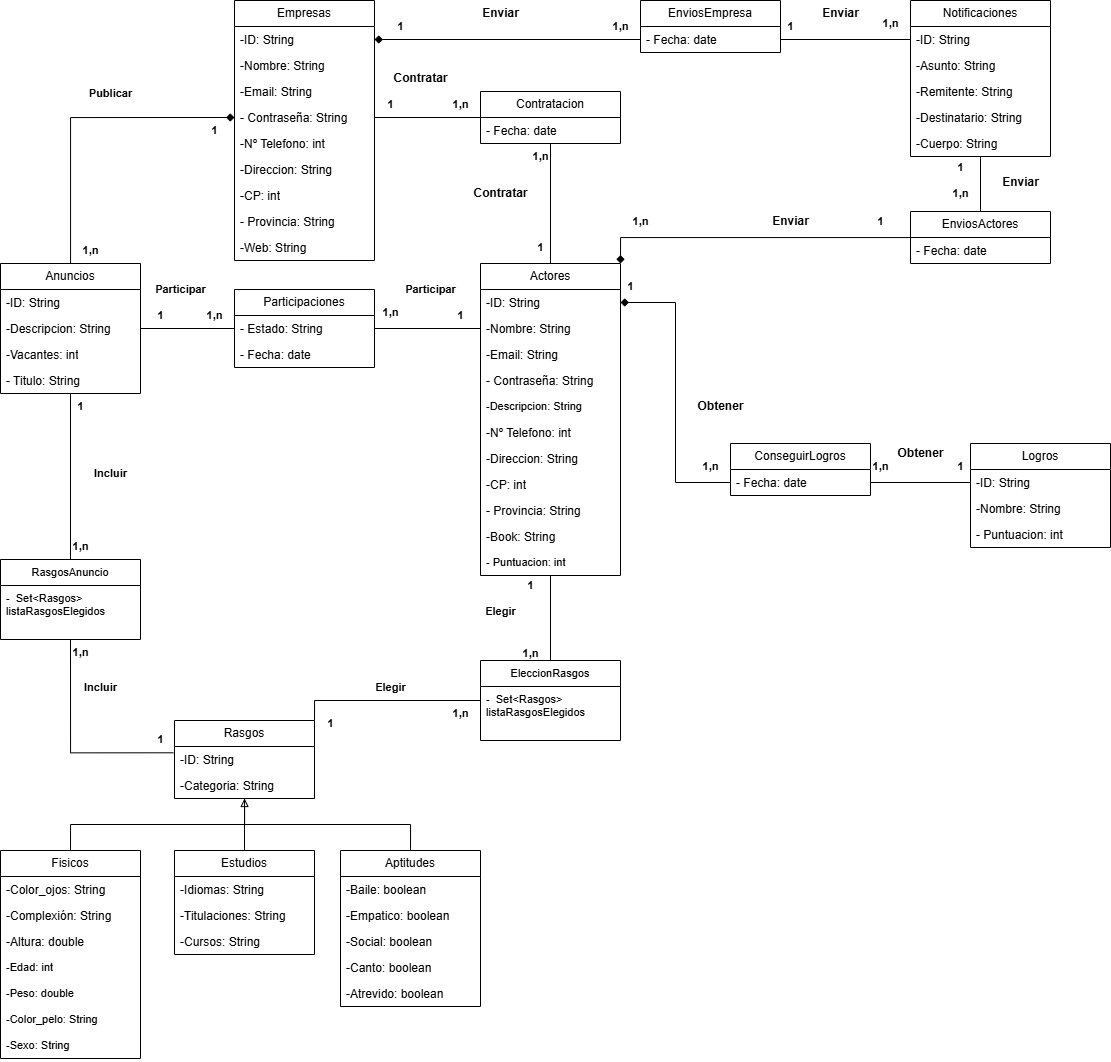 Empresas
-ID: String
-Nombre: String
-Email: String
- Contraseña: String
-Nº Telefono: int
-Direccion: String
-CP: int
- Provincia: String
-Web: String
1
Enviar
1,n
EnviosEmpresa
- Fecha: date
1
Enviar
1,n
Notificaciones
-ID: String
-Asunto: String
-Remitente: String
-Destinatario: String
-Cuerpo: String
1
Enviar
1,n
EnviosActores
- Fecha: date
1
Enviar
1,n
Contratar
1
1,n
Contratacion
- Fecha: date
1,n
Contratar
1
Publicar
1
1,n
Anuncios
-ID: String
-Descripcion: String
-Vacantes: int
- Titulo: String
Participar
1
1,n
Participaciones
- Estado: String
- Fecha: date
Participar
1,n
1
Actores
-ID: String
-Nombre: String
-Email: String
- Contraseña: String
-Descripcion: String
-Nº Telefono: int
-Direccion: String
-CP: int
- Provincia: String
-Book: String
- Puntuacion: int
1
Obtener
1,n
ConseguirLogros
- Fecha: date
1,n
Obtener
1
Logros
-ID: String
-Nombre: String
- Puntuacion: int
1
Incluir
1,n
RasgosAnuncio
- Set<Rasgos>
listaRasgosElegidos
1,n
Incluir
1
1
Elegir
1,n
EleccionRasgos
- Set<Rasgos>
listaRasgosElegidos
Elegir
1,n
1
Rasgos
-ID: String
-Categoria: String
Fisicos
-Color_ojos: String
-Complexión: String
-Altura: double
-Edad: int
-Peso: double
-Color_pelo: String
-Sexo: String
Estudios
-Idiomas: String
-Titulaciones: String
-Cursos: String
Aptitudes
-Baile: boolean
-Empatico: boolean
-Social: boolean
-Canto: boolean
-Atrevido: boolean